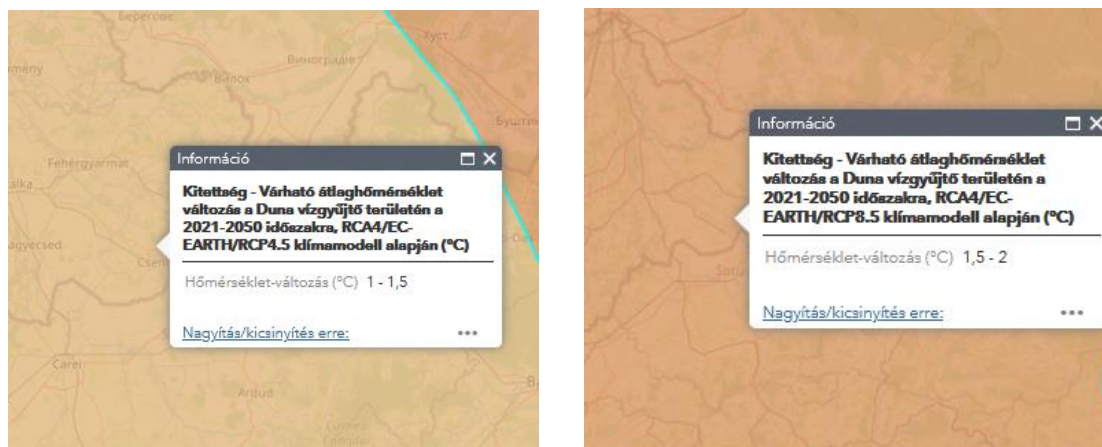 Берегове
Хуст
Виноградів
Вилок
Fehérgyarmat
Információ
Kitettség - Várható átlaghőmérséklet
változás a Duna vízgyűjtő területén a
2021-2050 időszakra, RCA4/EC-
EARTH/RCP4.5 klímamodell alapján (°C)
Hőmérséklet-változás (°C) 1 - 1,5
Nagyítás/kicsinyítés erre:
Carei
Ardud
Információ
Kitettség - Várható átlaghőmérséklet
változás a Duna vízgyűjtő területén a
2021-2050 időszakra, RCA4/EC-
EARTH/RCP8.5 klímamodell alapján (°C)
Hőmérséklet-változás (°C) 1,5 - 2
Nagyítás/kicsinyítés erre: